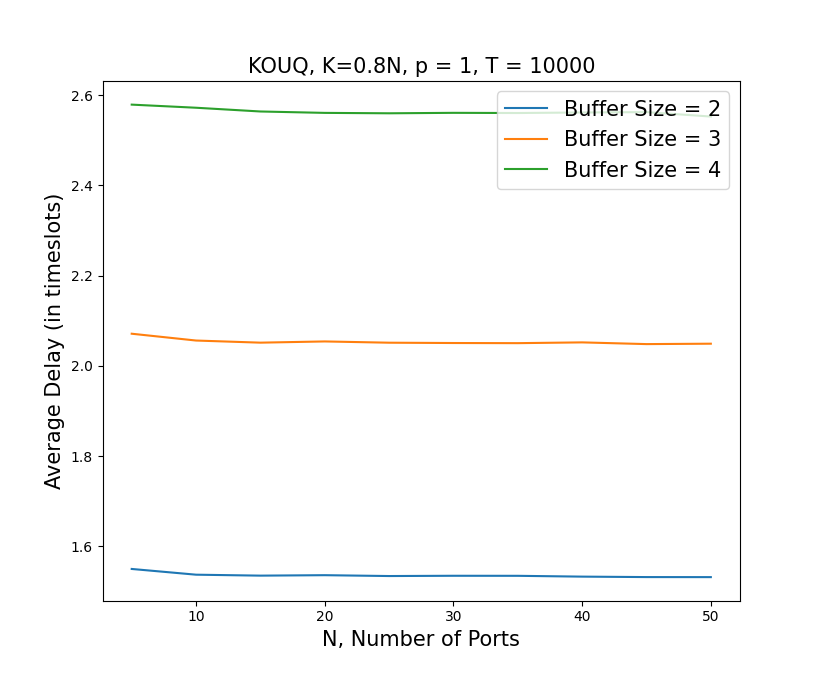 KOUQ, K=0.8N, p = 1, T = 10000
Buffer Size = 2
Buffer Size = 3
Buffer Size = 4
2.6
2.4
2.2
2.0
1.8
1.6
Average Delay (in timeslots)
10 20 30 40 50
N, Number of Ports